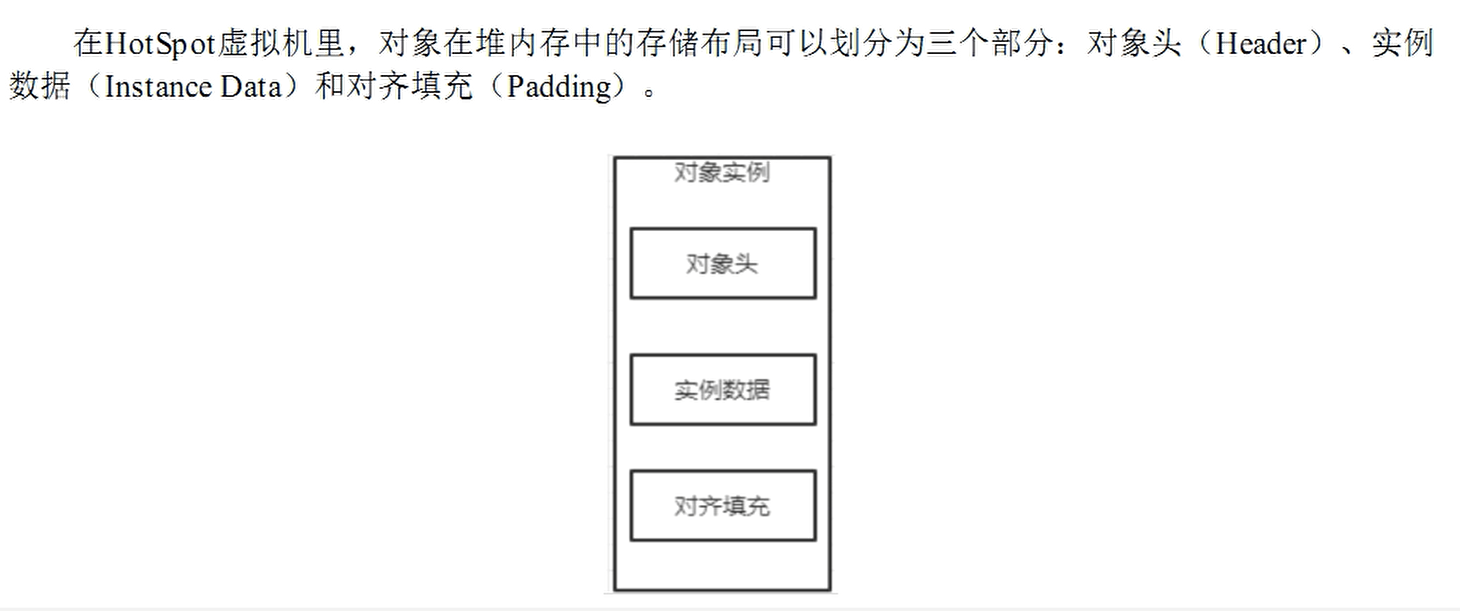 在HotSpot虚拟机里，对象在堆内存中的存储布局可以划分为三个部分：对象头（Header）、实例
数据（Instance Data）和对齐填充（Padding）。
对象实例
对象头
实例数据
对齐填充